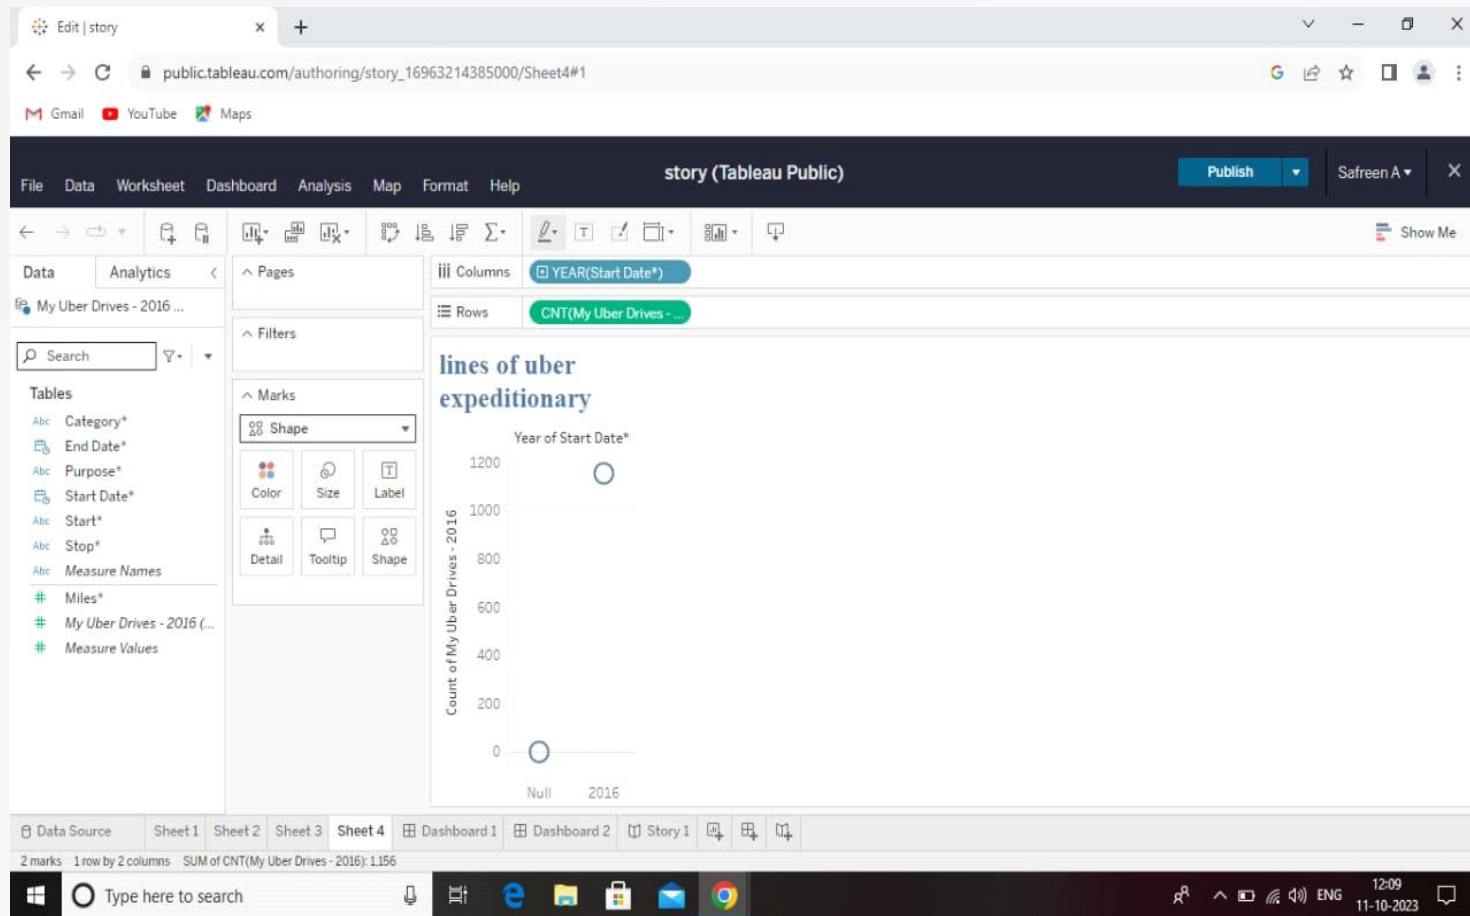 Edit | story
public.tableau.com/authoring/story_16963214385000/Sheet4#1
Gmail YouTube Maps
story (Tableau Public)
Publish Safreen A
File Data Worksheet Dashboard Analysis Map Format Help
Show Me
Data Analytics
Pages
Columns YEAR(Start Date*)
My Uber Drives - 2016 ...
Rows CNT(My Uber Drives - ...
Filters
Search
lines of uber
expeditionary
Tables
Marks
Abc Category*
Shape
End Date*
Year of Start Date*
Abc Purpose*
Start Date*
Color Size Label
Abc Start*
Abc Stop*
Detail Tooltip Shape
Abc Measure Names
# Miles*
# My Uber Drives - 2016 (...
# Measure Values
Count of My Uber Drives - 2016
1200
1000
800
600
400
200
0
Null 2016
Data Source Sheet 1 Sheet 2 Sheet 3 Sheet 4 Dashboard 1 Dashboard 2 Story 1
2 marks 1 row by 2 columns SUM of CNT(My Uber Drives - 2016): 1,156
Type here to search
ENG
12:09
11-10-2023